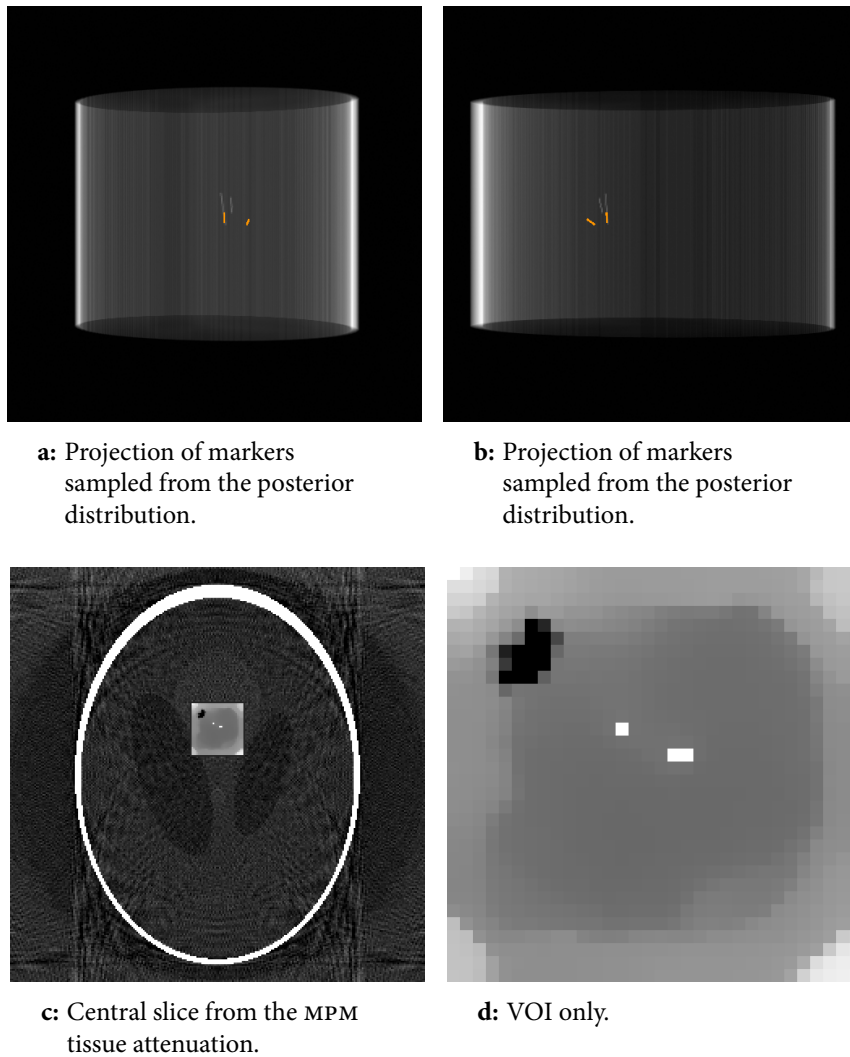 a: Projection of markers
sampled from the posterior
distribution.
b: Projection of markers
sampled from the posterior
distribution.
c: Central slice from the MPM
tissue attenuation.
d: VOI only.